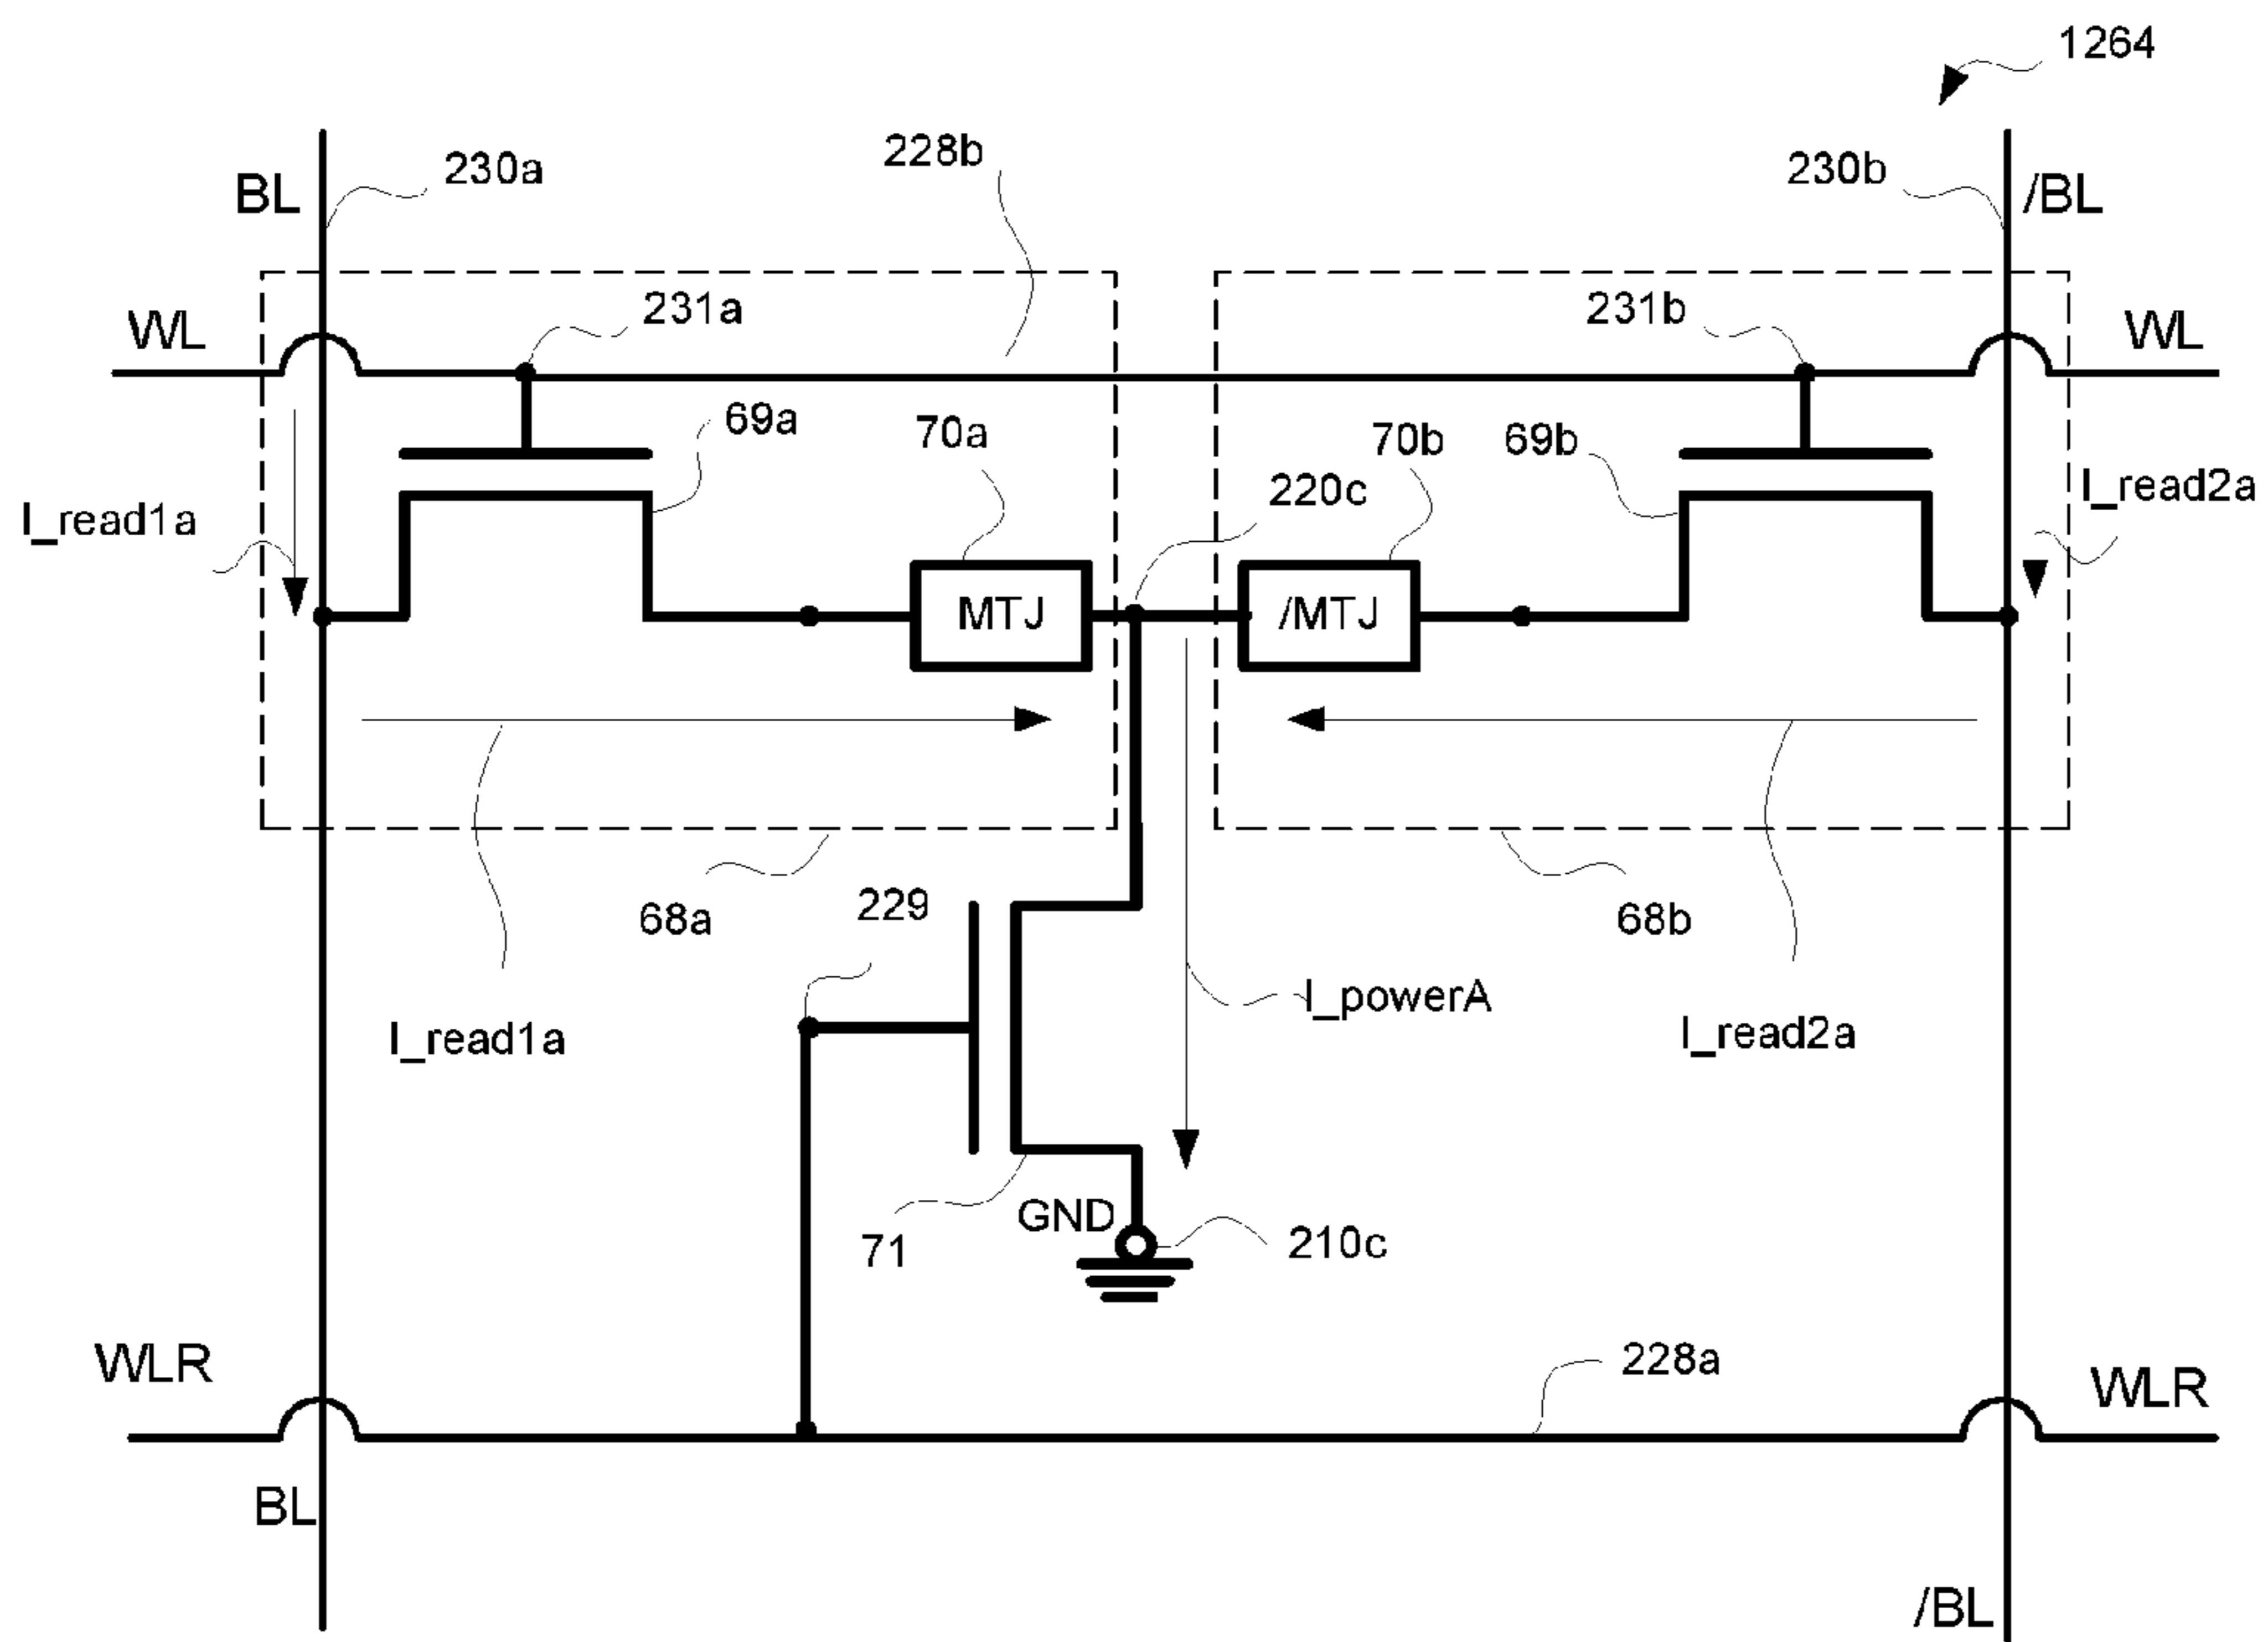 1264
230a
228b
230b
BL
/BL
231a
231b
WL
WL
69a
70a
70b
69b
220c
I_read2a
I_read1a
MTJ
/MTJ
68a
229
68b
I_powerA
I_read1a
I_read2a
GND
71
210c
WLR
228a
WLR
BL
/BL